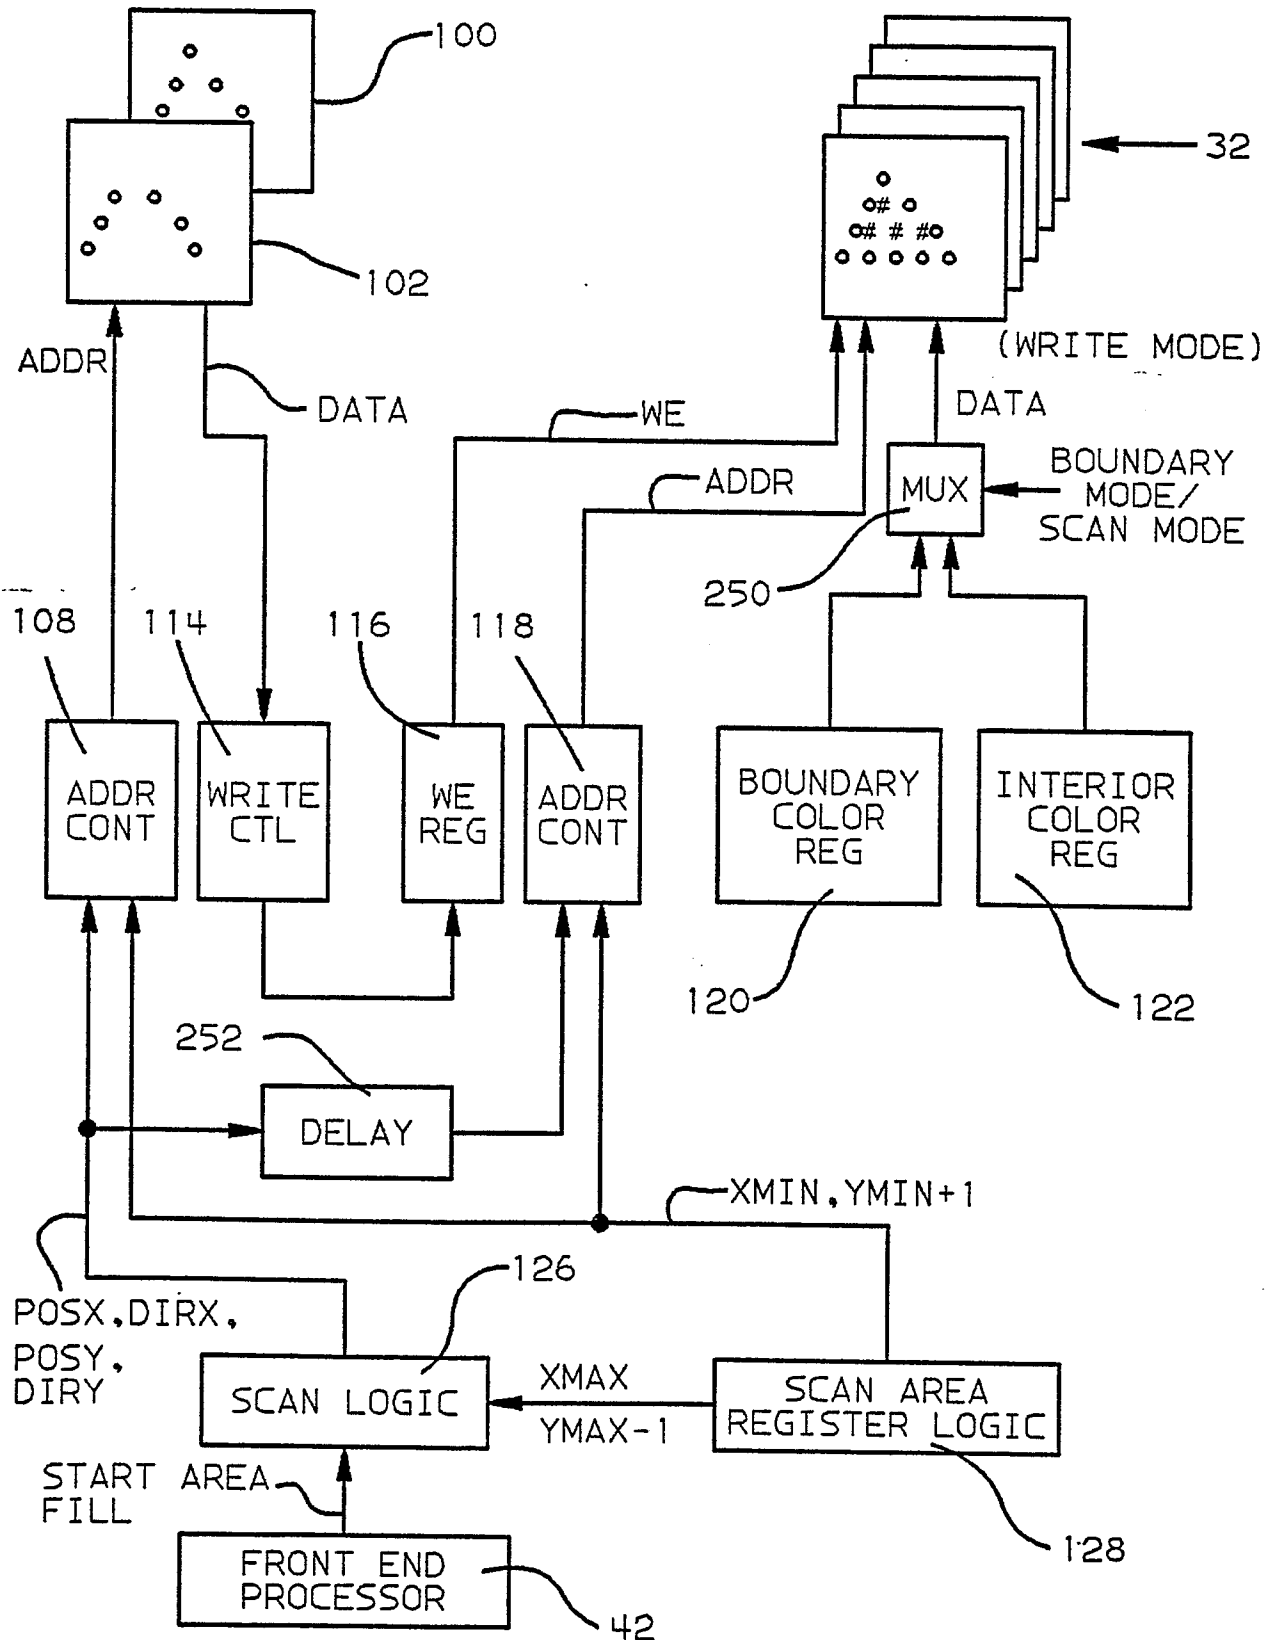 100
32
102
(WRITE MODE)
ADDR
DATA
WE
DATA
ADDR
MUX
BOUNDARY
MODE/
SCAN MODE
250
108
114
116
118
ADDR
CONT
WRITE
CTL
WE
REG
ADDR
CONT
BOUNDARY
COLOR
REG
INTERIOR
COLOR
REG
120
122
252
DELAY
XMIN,YMIN+1
126
POSX,DIRX,
POSY,
DIRY
SCAN LOGIC
XMAX
YMAX-1
SCAN AREA
REGISTER LOGIC
START AREA
FILL
128
FRONT END
PROCESSOR
42